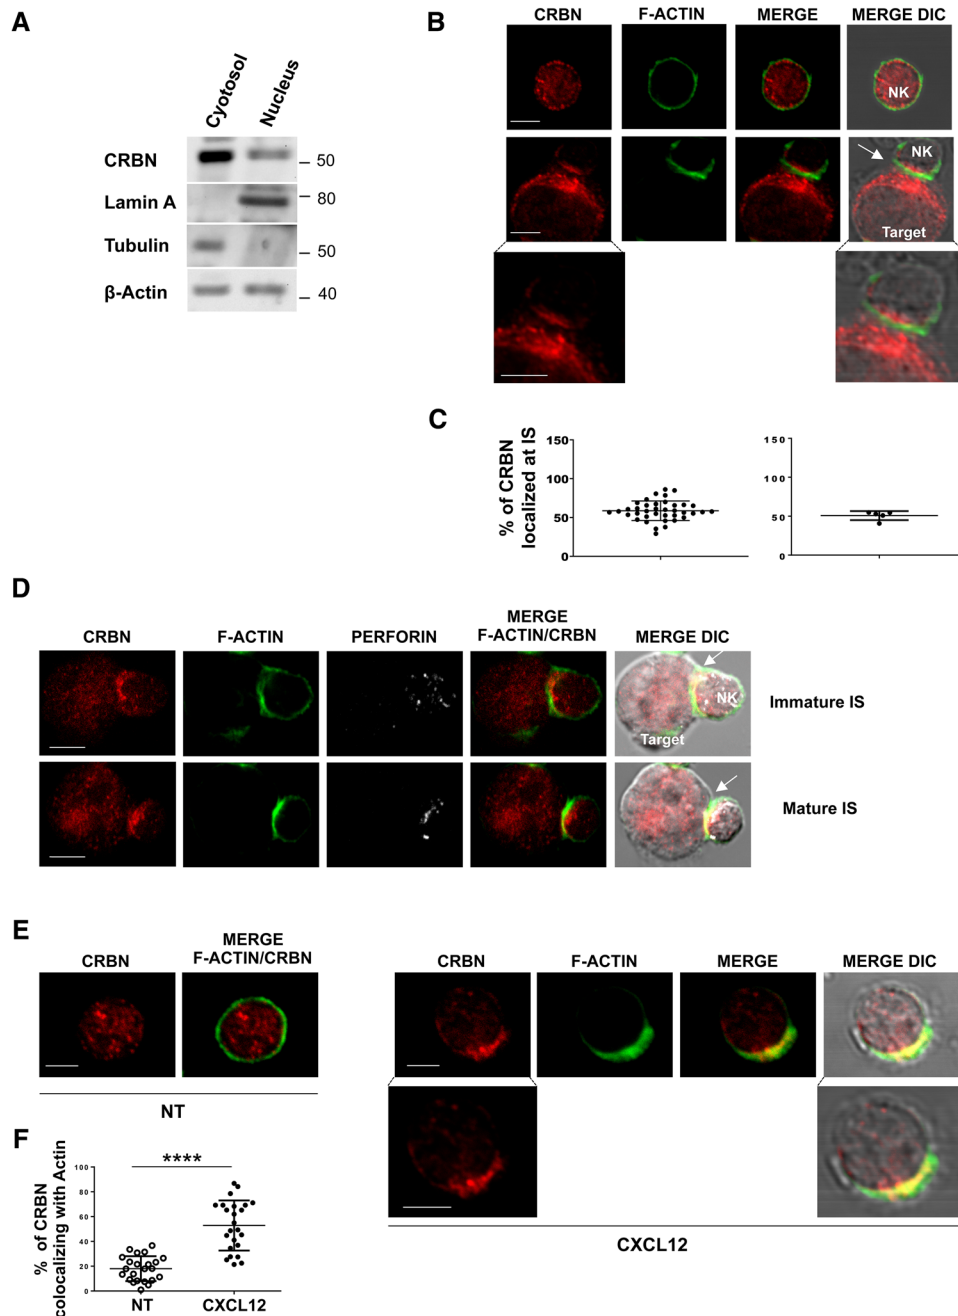 A
Cyotosol
Nucleus
CRBN
50
Lamin A
80
Tubulin
50
β-Actin
40
B
CRBN
F-ACTIN
MERGE
MERGE DIC
NK
NK
Target
C
% of CRBN
localized at IS
150
100
50
0
150
100
50
0
D
CRBN
F-ACTIN
PERFORIN
MERGE
F-ACTIN/CRBN
MERGE DIC
NK
Target
Immature IS
Mature IS
E
CRBN
MERGE
F-ACTIN/CRBN
NT
CRBN
F-ACTIN
MERGE
MERGE DIC
CXCL12
F
% of CRBN
colocalizing with Actin
100
80
60
40
20
0
****
NT
CXCL12